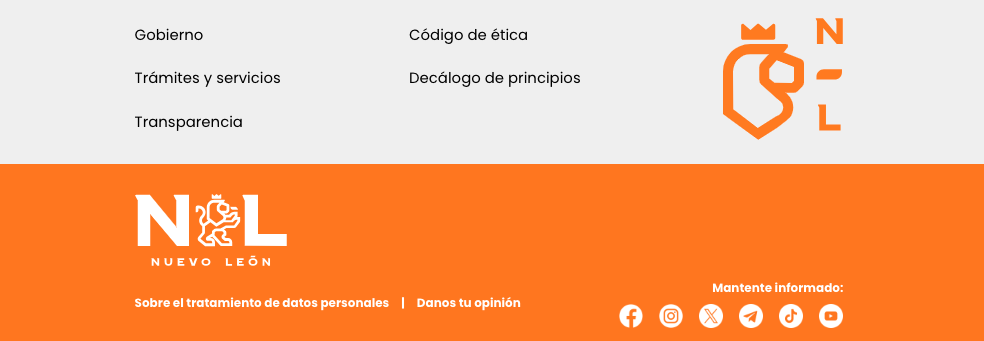 Gobierno
Trámites y servicios
Transparencia
Código de ética
Decálogo de principios
N
L
N L
NUEVO LEÓN
Sobre el tratamiento de datos personales | Danos tu opinión
Mantente informado: